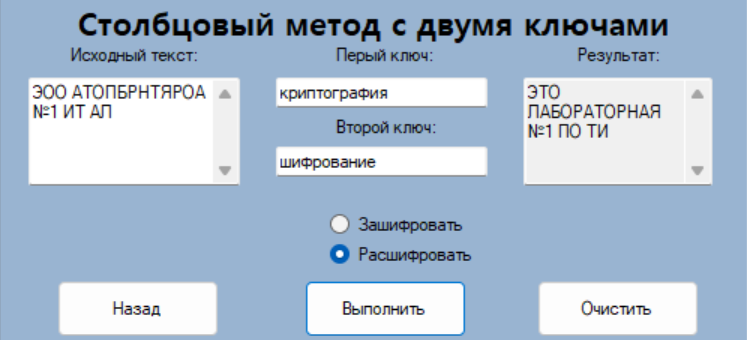 Столбцовый метод с двумя ключами
Исходный текст:
Перый ключ:
Результат:
ЭОО АТОПБРНТЯРОА
№1 ИТ АЛ
криптография
ЭТО
ЛАБОРАТОРНАЯ
№1 ПО ТИ
Второй ключ:
шифрование
Зашифровать
Расшифровать
Назад
Выполнить
Очистить